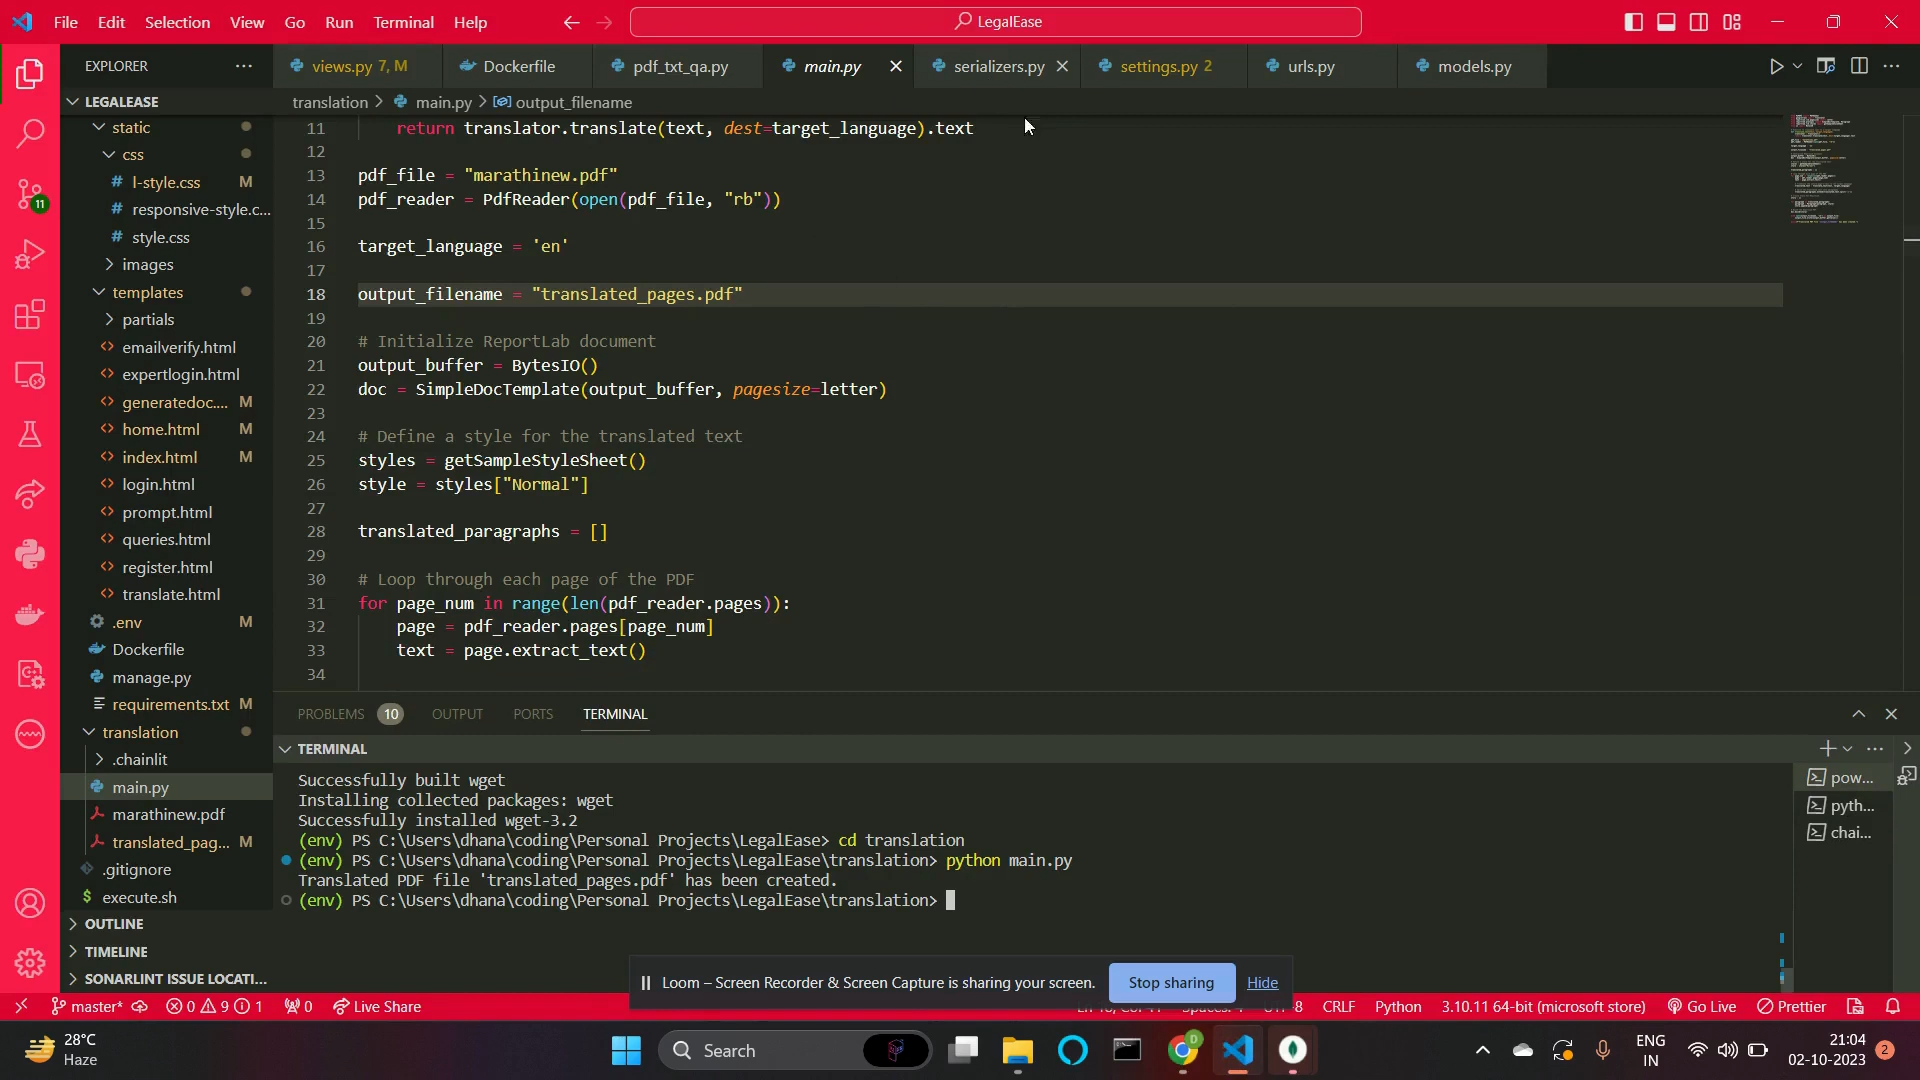 File Edit Selection View Go Run Terminal Help
LegalEase
EXPLORER
views.py 7, M
Dockerfile
pdf_txt_qa.py
main.py
serializers.py
settings.py 2
urls.py
models.py
LEGALEASE
translation > main.py > output_filename
static
css
l-style.css M
responsive-style.c...
style.css
images
templates
partials
emailverify.html
expertlogin.html
generatedoc.... M
home.html M
index.html M
login.html
prompt.html
queries.html
register.html
translate.html
.env M
Dockerfile
manage.py
requirements.txt M
translation
.chainlit
main.py
marathinew.pdf
translated_pag... M
.gitignore
execute.sh
OUTLINE
TIMELINE
SONARLINT ISSUE LOCATI...
11 return translator.translate(text, dest=target_language).text
12
13 pdf_file = "marathinew.pdf"
14 pdf_reader = PdfReader(open(pdf_file, "rb"))
15
16 target_language = 'en'
17
18 output_filename = "translated_pages.pdf"
19
20 # Initialize ReportLab document
21 output_buffer = BytesIO()
22 doc = SimpleDocTemplate(output_buffer, pagesize=letter)
23
24 # Define a style for the translated text
25 styles = getSampleStyleSheet()
26 style = styles["Normal"]
27
28 translated_paragraphs = []
29
30 # Loop through each page of the PDF
31 for page_num in range(len(pdf_reader.pages)):
32 page = pdf_reader.pages[page_num]
33 text = page.extract_text()
34
PROBLEMS 10 OUTPUT PORTS TERMINAL
TERMINAL
Successfully built wget
Installing collected packages: wget
Successfully installed wget-3.2
(env) PS C:\Users\dhana\coding\Personal Projects\LegalEase> cd translation
(env) PS C:\Users\dhana\coding\Personal Projects\LegalEase\translation> python main.py
Translated PDF file 'translated_pages.pdf' has been created.
(env) PS C:\Users\dhana\coding\Personal Projects\LegalEase\translation>
pow...
pyth...
chai...
11
Loom – Screen Recorder & Screen Capture is sharing your screen. Stop sharing Hide
master* 0 9 1 0 Live Share
CRLF Python 3.10.11 64-bit (microsoft store) Go Live Prettier
28°C
Haze
Search
D
ENG
IN
21:04
02-10-2023
2